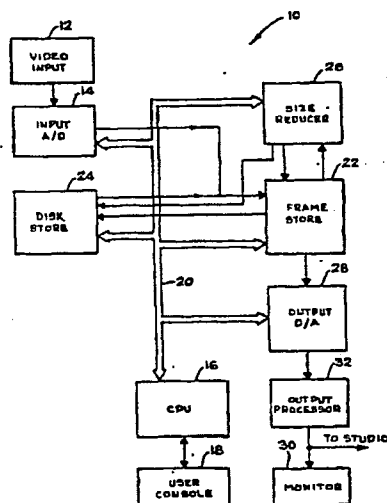 10
12
VIDEO
INPUT
14
INPUT
A/D
26
SIZE
REDUCER
24
DISK
STORE
22
FRAME
STORE
20
28
OUTPUT
D/A
16
CPU
32
OUTPUT
PROCESSOR
TO STUDIO
18
USER
CONSOLE
30
MONITOR